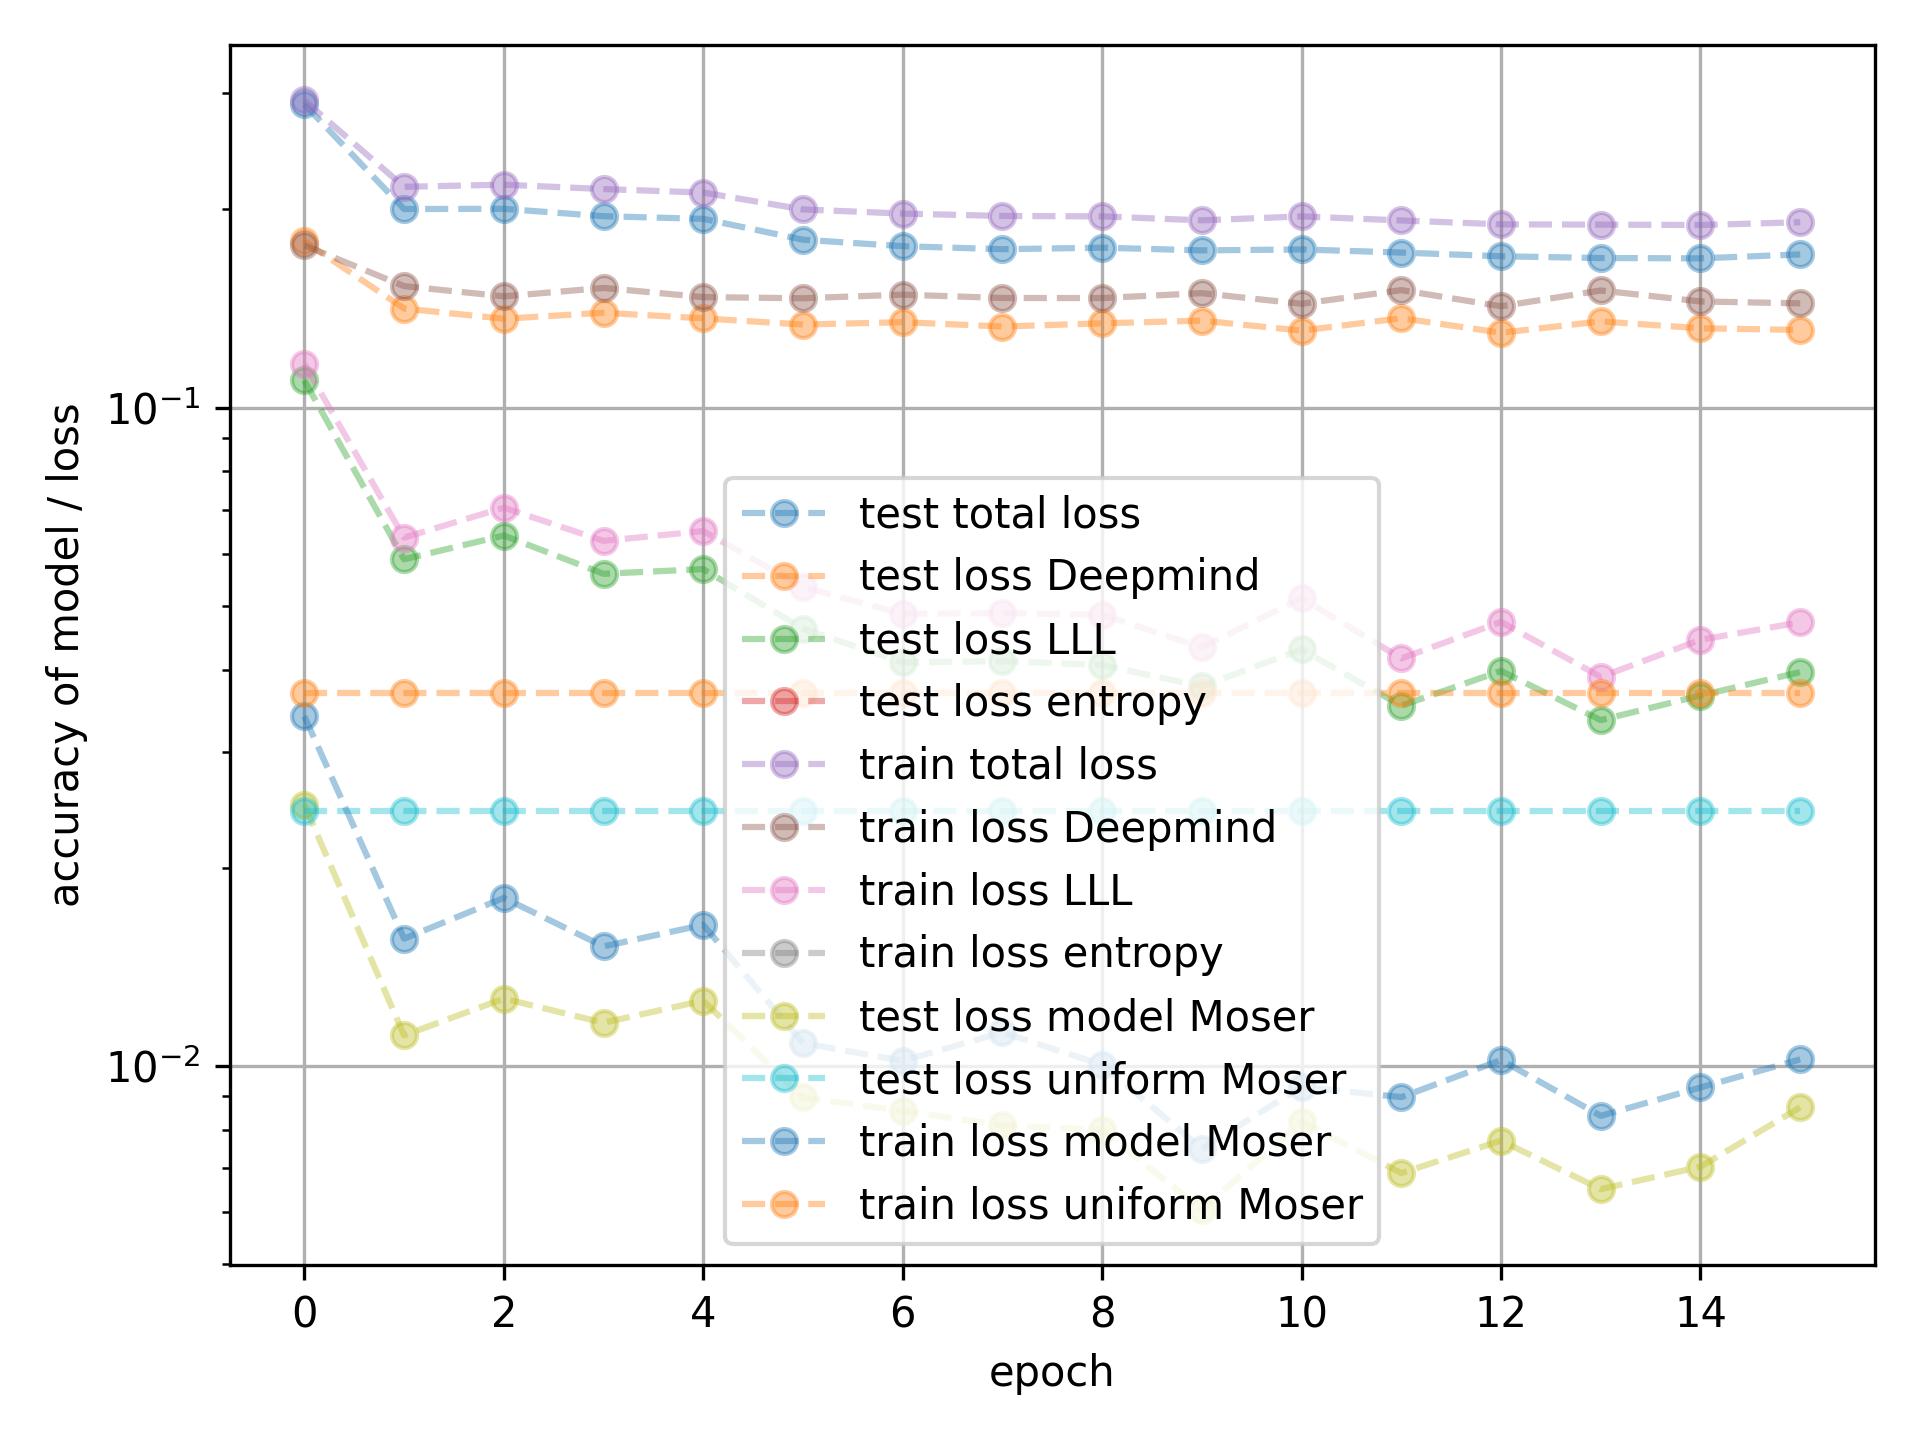 accuracy of model / loss
10⁻¹
10⁻²
test total loss
test loss Deepmind
test loss LLL
test loss entropy
train total loss
train loss Deepmind
train loss LLL
train loss entropy
test loss model Moser
test loss uniform Moser
train loss model Moser
train loss uniform Moser
0 2 4 6 8 10 12 14
epoch